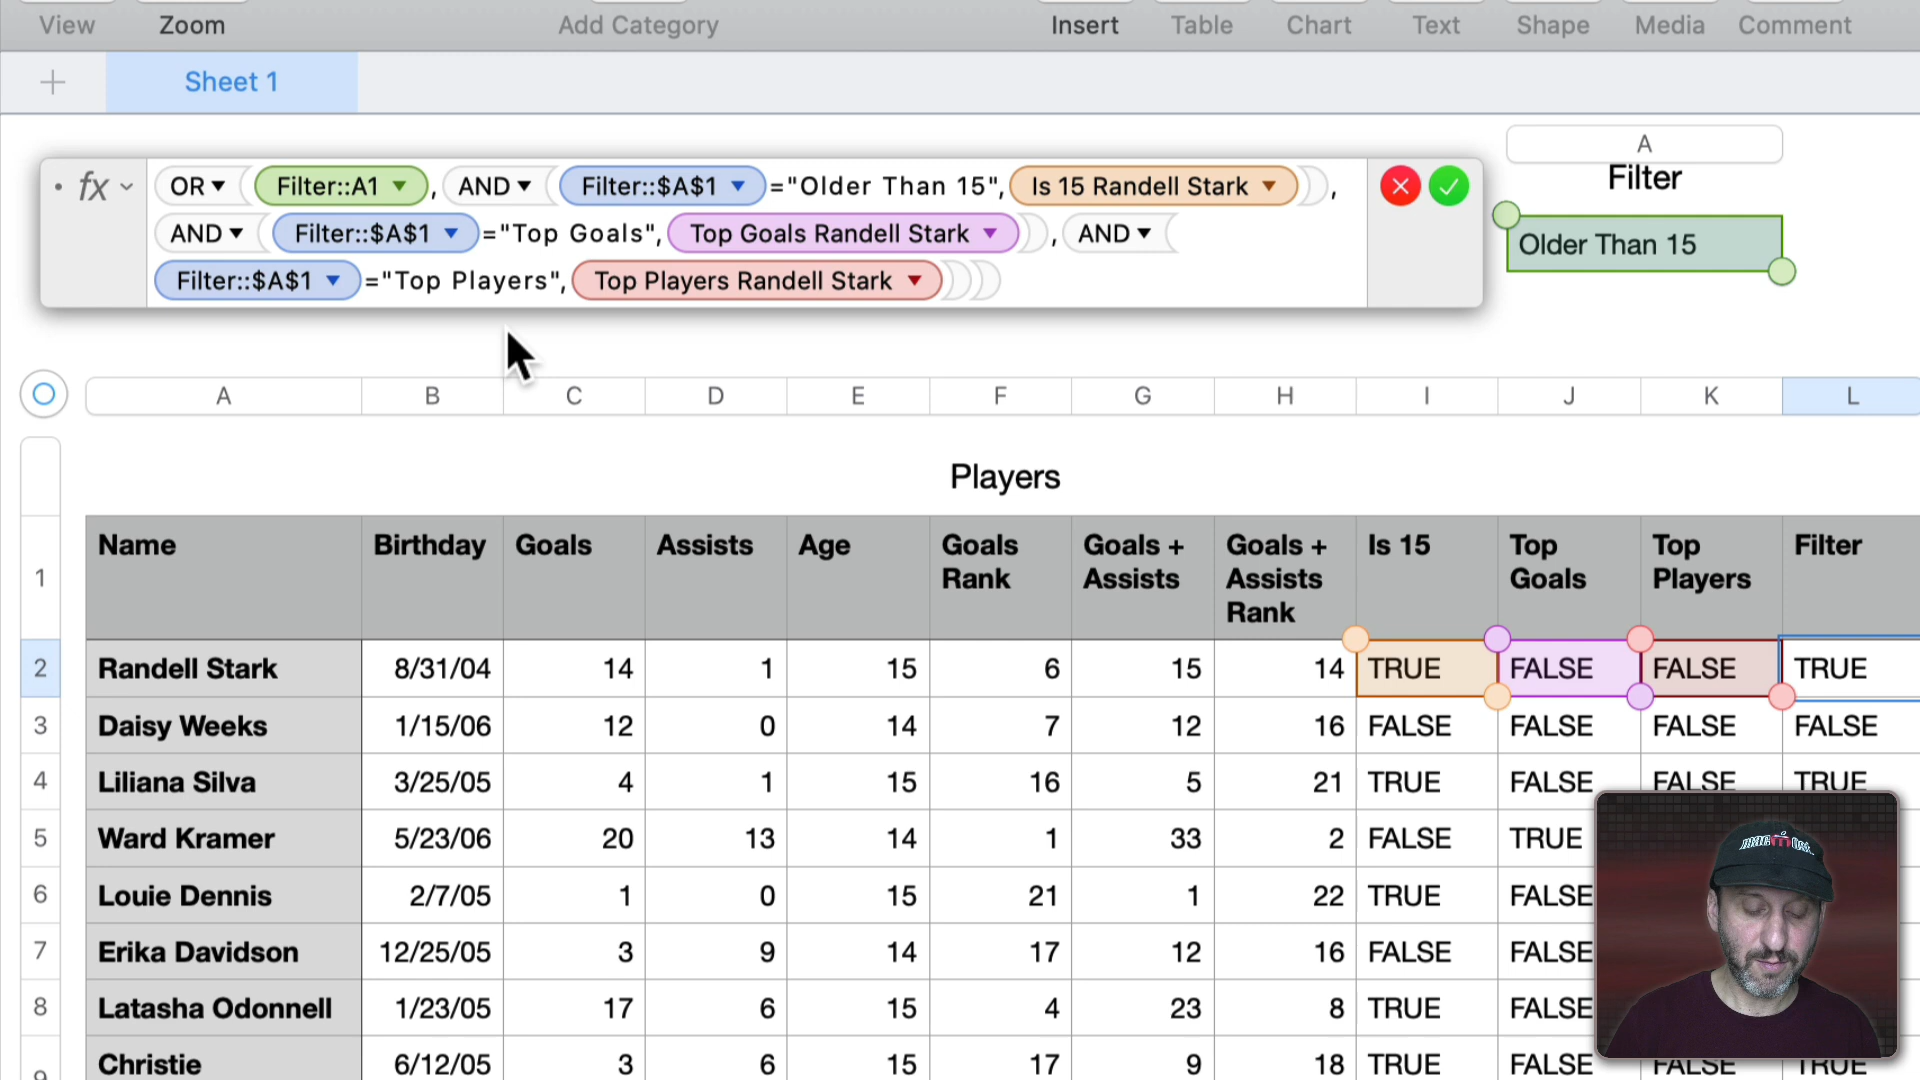 View Zoom Add Category Insert Table Chart Text Shape Media Comment
Sheet 1
A
Filter
Older Than 15
fx OR Filter::A1 , AND Filter::$A$1 ="Older Than 15", Is 15 Randell Stark ,
AND Filter::$A$1 ="Top Goals", Top Goals Randell Stark , AND
Filter::$A$1 ="Top Players", Top Players Randell Stark
A B C D E F G H I J K L
Players
1 Name Birthday Goals Assists Age Goals Rank Goals + Assists Goals + Assists Rank Is 15 Top Goals Top Players Filter
2 Randell Stark 8/31/04 14 1 15 6 15 14 TRUE FALSE FALSE TRUE
3 Daisy Weeks 1/15/06 12 0 14 7 12 16 FALSE FALSE FALSE FALSE
4 Liliana Silva 3/25/05 4 1 15 16 5 21 TRUE FALSE FALSE TRUE
5 Ward Kramer 5/23/06 20 13 14 1 33 2 FALSE TRUE
6 Louie Dennis 2/7/05 1 0 15 21 1 22 TRUE FALSE
7 Erika Davidson 12/25/05 3 9 14 17 12 16 FALSE FALSE
8 Latasha Odonnell 1/23/05 17 6 15 4 23 8 TRUE FALSE
9 Christie 6/12/05 3 6 15 17 9 18 TRUE FALSE FALSE TRUE